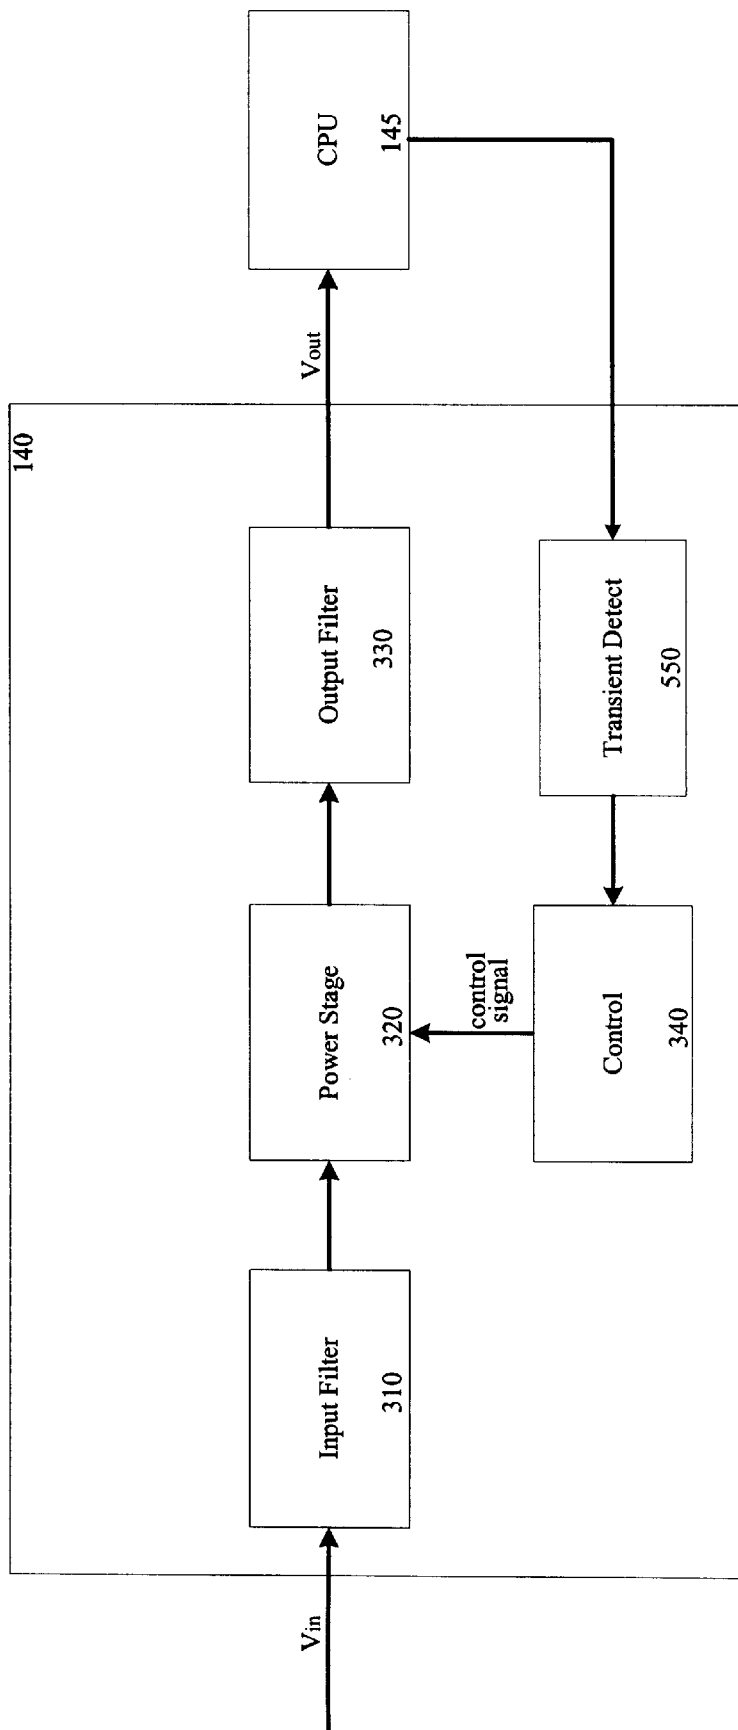 140
Vin
Input Filter
310
Power Stage
320
Output Filter
330
Vout
CPU
145
control
signal
Control
340
Transient Detect
550